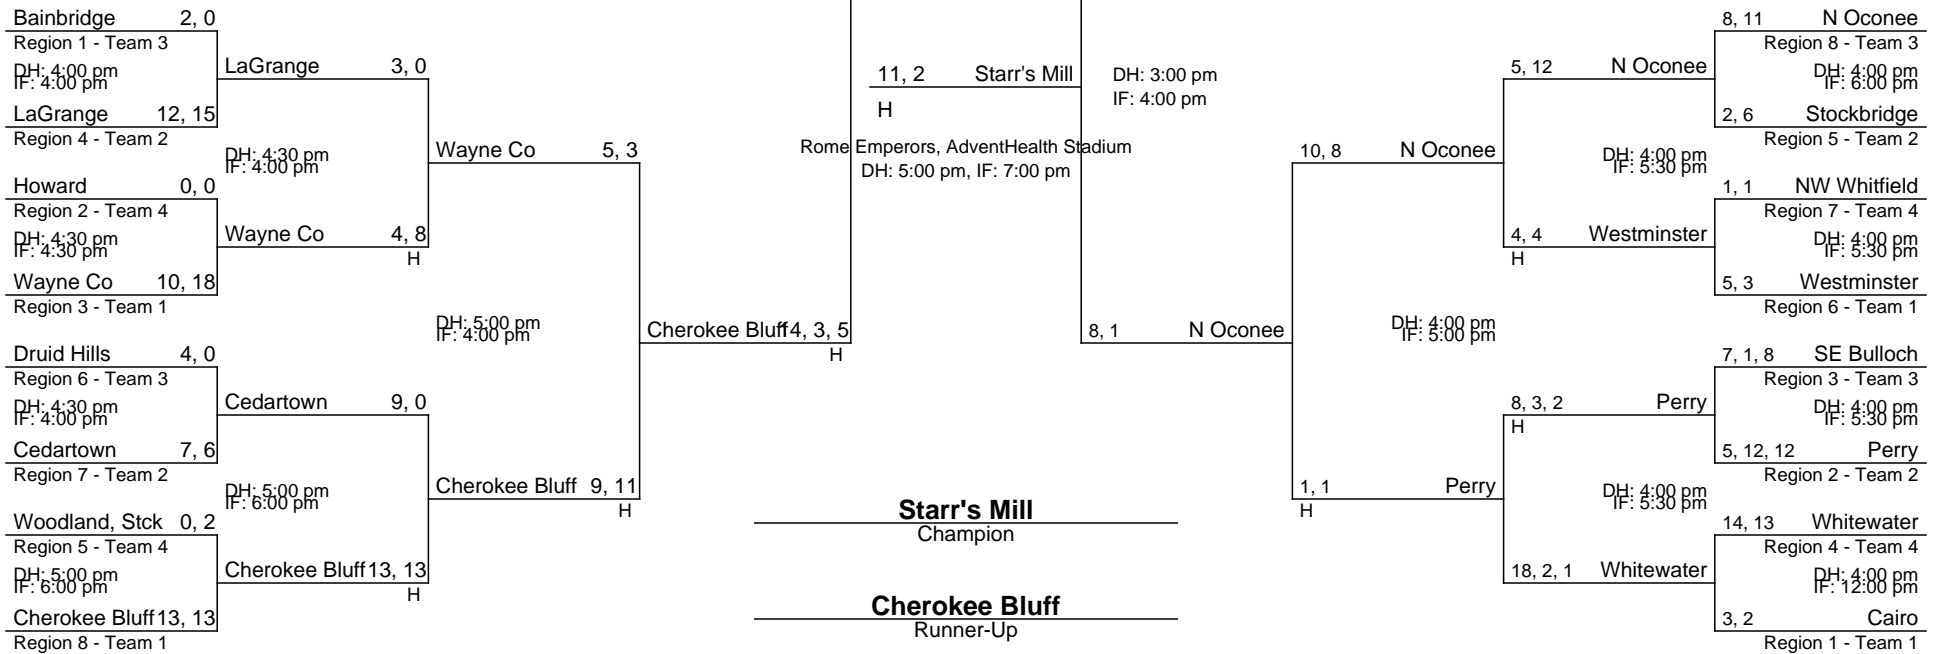 Bainbridge 2, 0
Region 1 - Team 3
DH: 4:00 pm
IF: 4:00 pm
LaGrange 12, 15
Region 4 - Team 2
Howard 0, 0
Region 2 - Team 4
DH: 4:30 pm
IF: 4:30 pm
Wayne Co 10, 18
Region 3 - Team 1
Druid Hills 4, 0
Region 6 - Team 3
DH: 4:30 pm
IF: 4:00 pm
Cedartown 7, 6
Region 7 - Team 2
Woodland, Stck 0, 2
Region 5 - Team 4
DH: 5:00 pm
IF: 6:00 pm
Cherokee Bluff 13, 13
Region 8 - Team 1
LaGrange 3, 0
DH: 4:30 pm
IF: 4:00 pm
Wayne Co 4, 8
H
Cedartown 9, 0
DH: 5:00 pm
IF: 6:00 pm
Cherokee Bluff 13, 13
H
Wayne Co 5, 3
DH: 5:00 pm
IF: 4:00 pm
Cherokee Bluff 9, 11
H
Cherokee Bluff 4, 3, 5
H
11, 2 Starr's Mill
H
DH: 3:00 pm
IF: 4:00 pm
Rome Emperors, AdventHealth Stadium
DH: 5:00 pm, IF: 7:00 pm
Starr's Mill
Champion
Cherokee Bluff
Runner-Up
8, 1 N Oconee
10, 8 N Oconee
DH: 4:00 pm
IF: 5:00 pm
1, 1 Perry
H
5, 12 N Oconee
DH: 4:00 pm
IF: 5:30 pm
4, 4 Westminster
H
8, 3, 2 Perry
H
DH: 4:00 pm
IF: 5:30 pm
18, 2, 1 Whitewater
8, 11 N Oconee
Region 8 - Team 3
DH: 4:00 pm
IF: 6:00 pm
2, 6 Stockbridge
Region 5 - Team 2
1, 1 NW Whitfield
Region 7 - Team 4
DH: 4:00 pm
IF: 5:30 pm
5, 3 Westminster
Region 6 - Team 1
7, 1, 8 SE Bulloch
Region 3 - Team 3
DH: 4:00 pm
IF: 5:30 pm
5, 12, 12 Perry
Region 2 - Team 2
14, 13 Whitewater
Region 4 - Team 4
DH: 4:00 pm
IF: 12:00 pm
3, 2 Cairo
Region 1 - Team 1